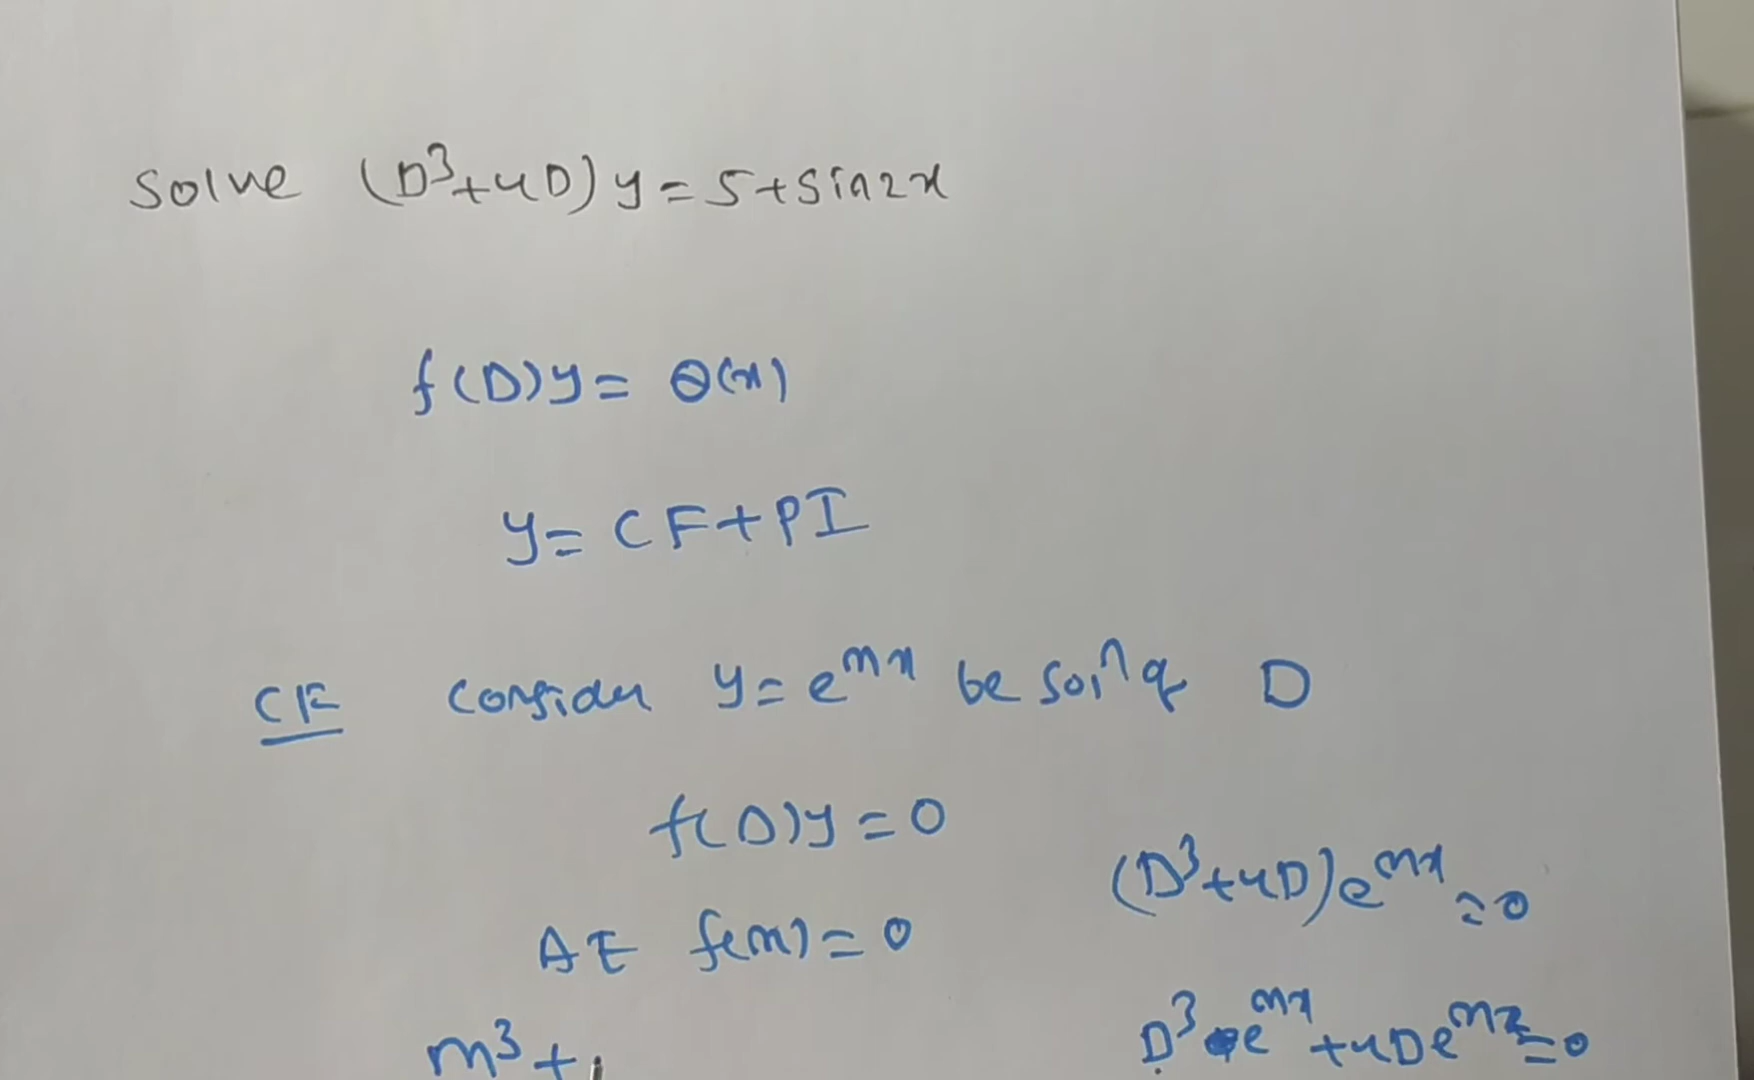 Solve (D³+4D)y=5+sin2x
f(D)y= Q(x)
y= CF+PI
CF consider y=e^mx be solⁿ of D
f(D)y=0
(D³+4D)e^mx=0
AE f(m)=0
D³e^mx+4De^mx=0
m³+